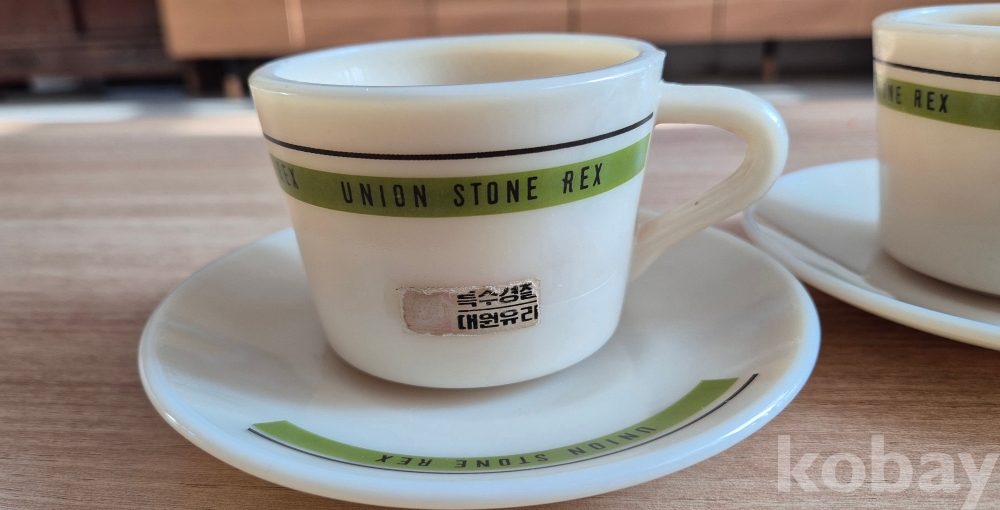 EX UNION STONE REX
NE REX
특수경질
대원유리
UNION STONE REX
kobay